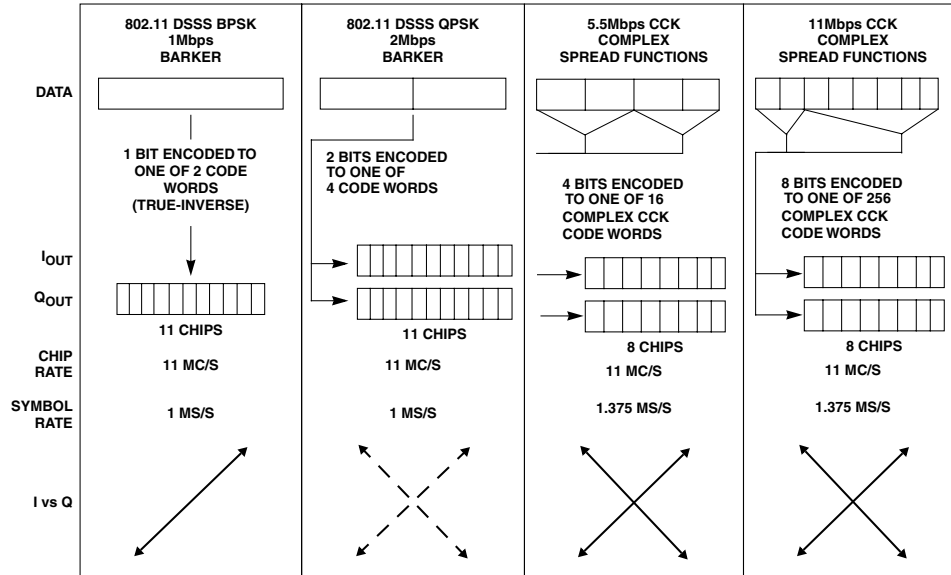 802.11 DSSS BPSK
1Mbps
BARKER
802.11 DSSS QPSK
2Mbps
BARKER
5.5Mbps CCK
COMPLEX
SPREAD FUNCTIONS
11Mbps CCK
COMPLEX
SPREAD FUNCTIONS
DATA
1 BIT ENCODED TO
ONE OF 2 CODE
WORDS
(TRUE-INVERSE)
2 BITS ENCODED
TO ONE OF
4 CODE WORDS
4 BITS ENCODED
TO ONE OF 16
COMPLEX CCK
CODE WORDS
8 BITS ENCODED
TO ONE OF 256
COMPLEX CCK
CODE WORDS
IOUT
QOUT
11 CHIPS
11 CHIPS
8 CHIPS
8 CHIPS
CHIP
RATE
11 MC/S
11 MC/S
11 MC/S
11 MC/S
SYMBOL
RATE
1 MS/S
1 MS/S
1.375 MS/S
1.375 MS/S
I vs Q